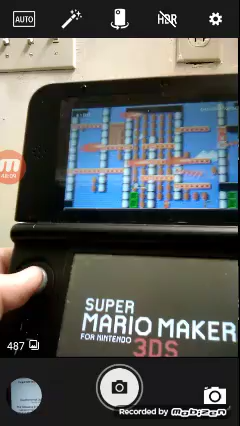 AUTO
HDR
487
SUPER
MARIO MAKER
FOR NINTENDO
3DS
Recorded by Mobizen